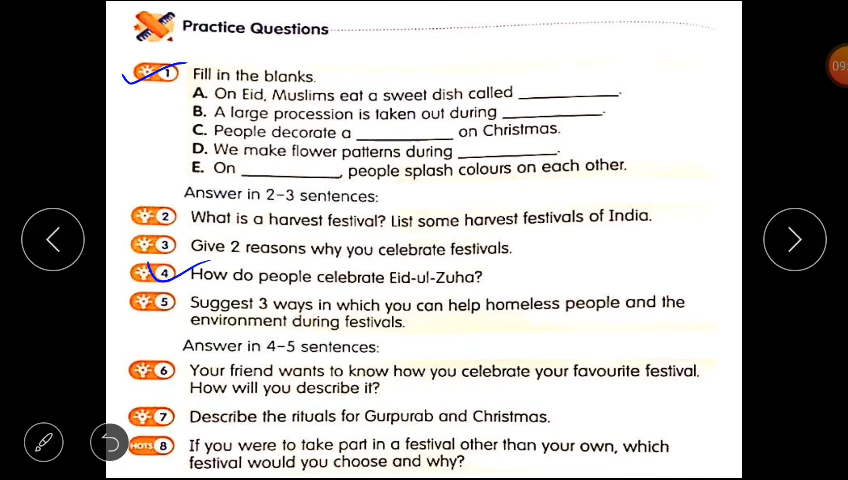 Practice Questions
1 Fill in the blanks.
A. On Eid, Muslims eat a sweet dish called ____________.
B. A large procession is taken out during ____________.
C. People decorate a ____________ on Christmas.
D. We make flower patterns during ____________.
E. On ____________, people splash colours on each other.
Answer in 2–3 sentences:
2 What is a harvest festival? List some harvest festivals of India.
3 Give 2 reasons why you celebrate festivals.
4 How do people celebrate Eid-ul-Zuha?
5 Suggest 3 ways in which you can help homeless people and the
environment during festivals.
Answer in 4–5 sentences:
6 Your friend wants to know how you celebrate your favourite festival.
How will you describe it?
7 Describe the rituals for Gurpurab and Christmas.
HOTS 8 If you were to take part in a festival other than your own, which
festival would you choose and why?